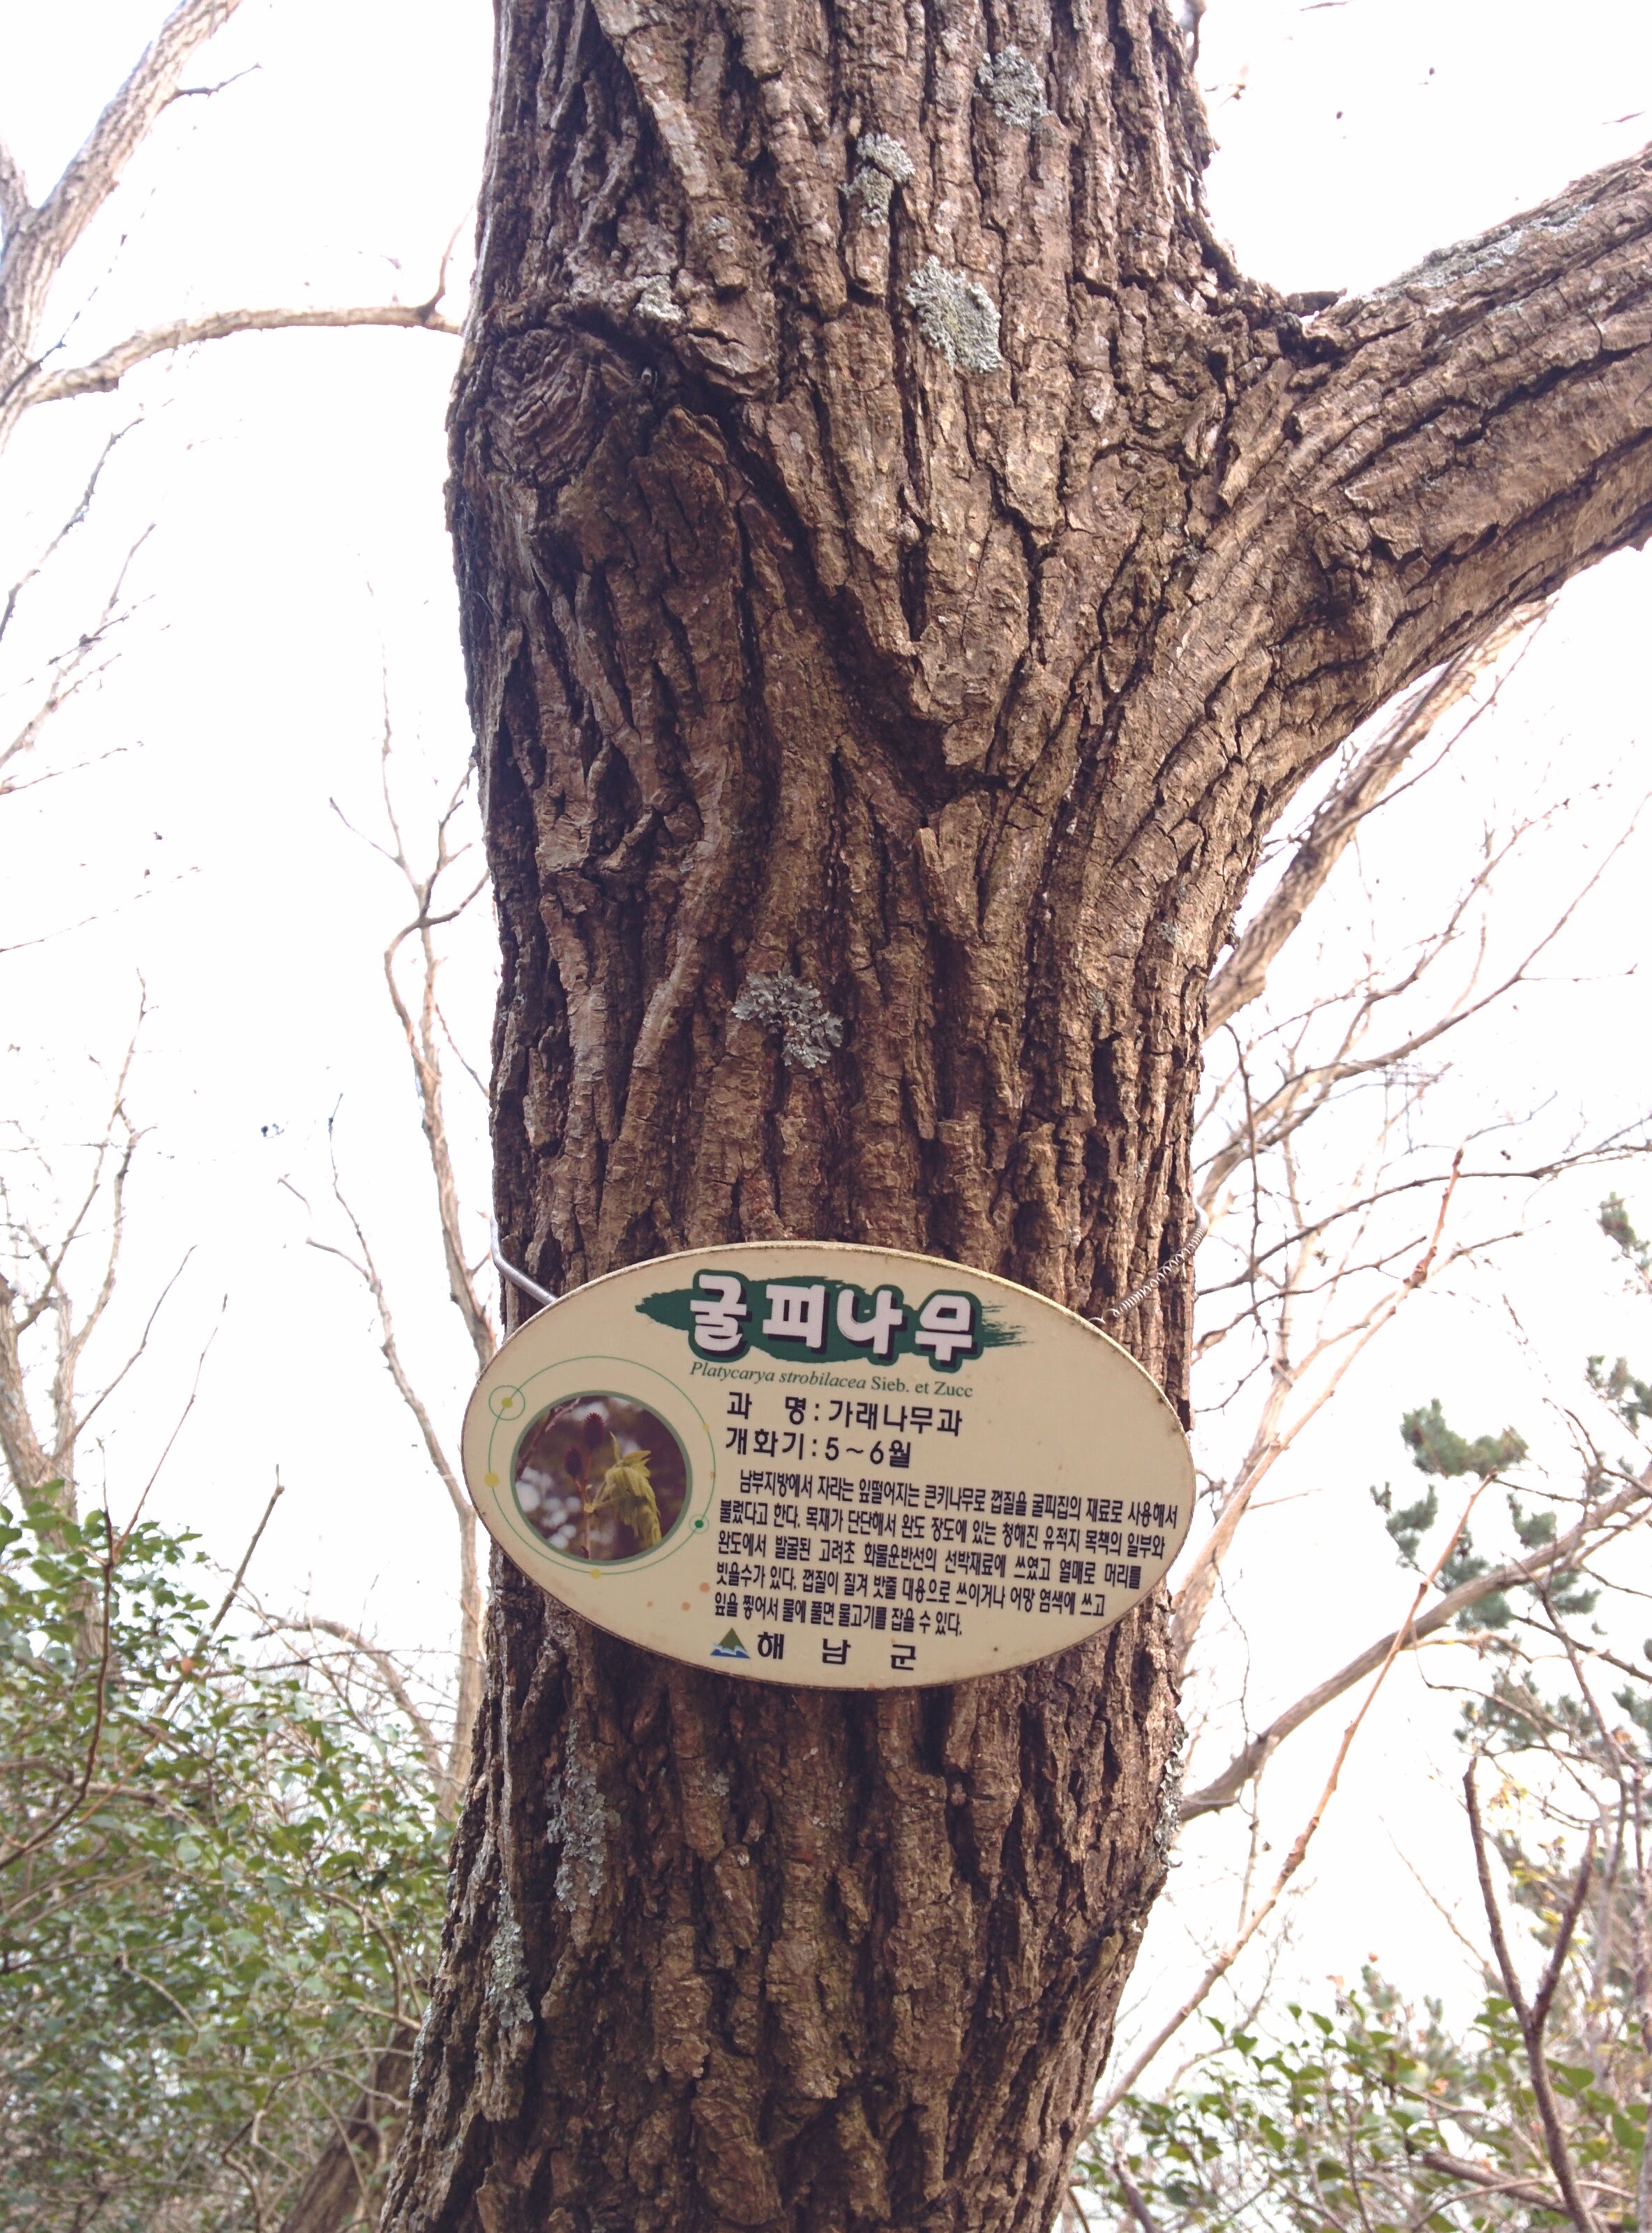 굴피나무
Platycarya strobilacea Sieb. et Zucc
과 명 : 가래나무과
개화기 : 5~6월
남부지방에서 자라는 잎떨어지는 큰키나무로 껍질을 굴피집의 재료로 사용해서
불렀다고 한다. 목재가 단단해서 완도 장도에 있는 청해진 유적지 목책의 일부와
완도에서 발굴된 고려초 화물운반선의 선박재료에 쓰였고 열매로 머리를
빗을수가 있다. 껍질이 질겨 밧줄 대용으로 쓰이거나 어망 염색에 쓰고
잎을 찧어서 물에 풀면 물고기를 잡을 수 있다.
해 남 군